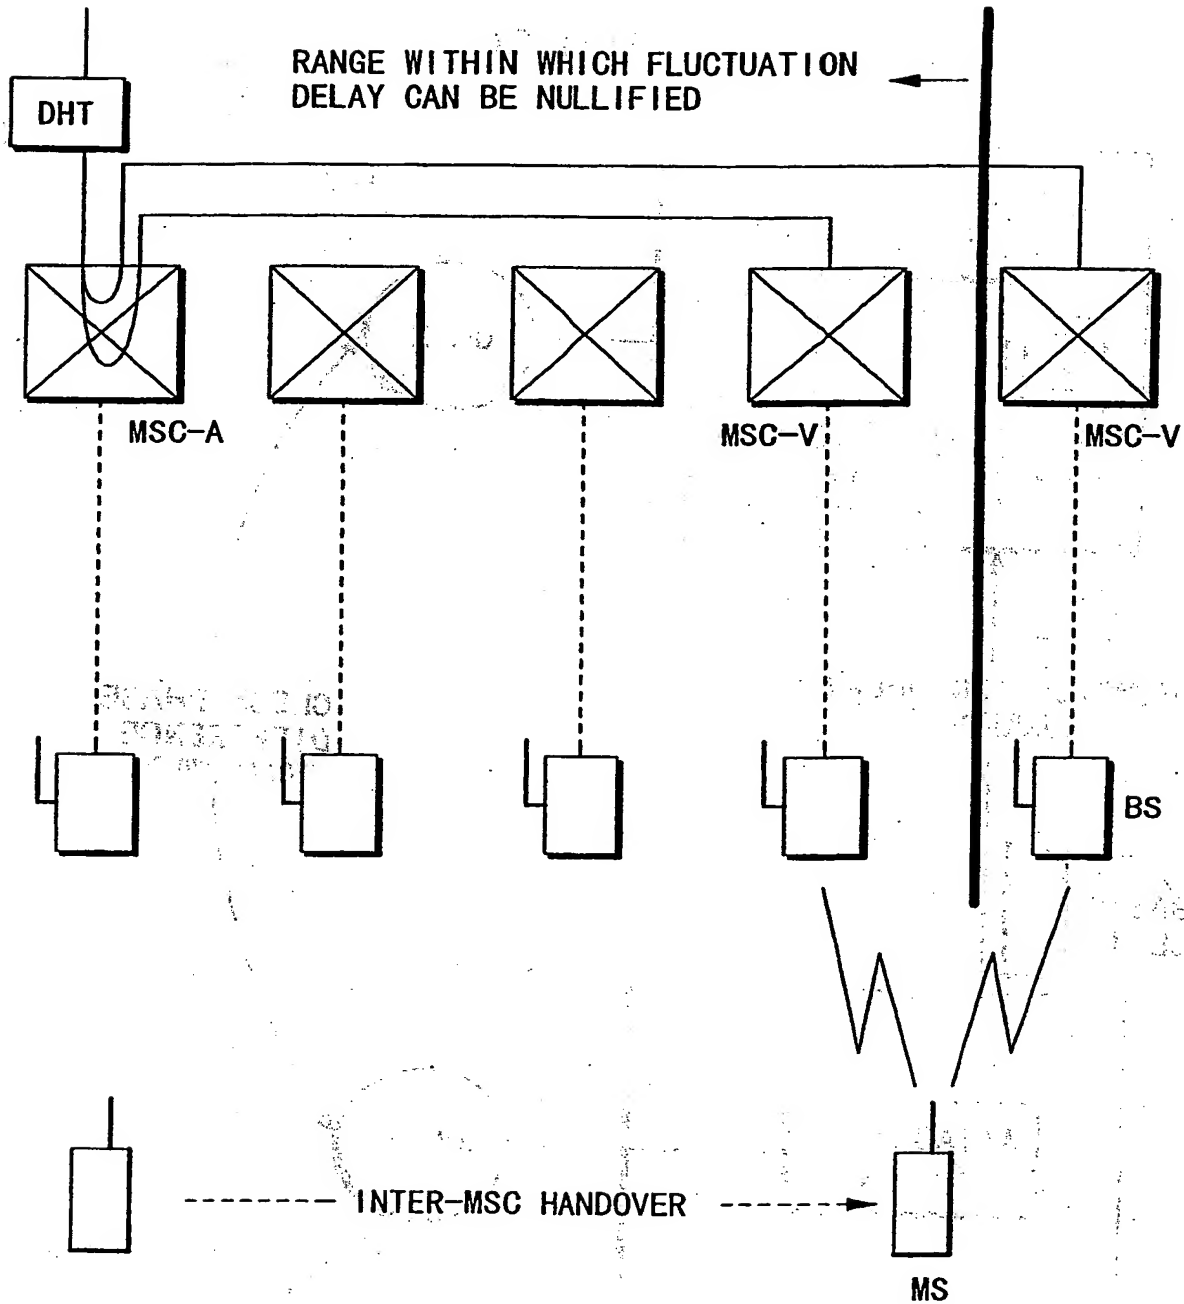 RANGE WITHIN WHICH FLUCTUATION
DELAY CAN BE NULLIFIED
DHT
MSC-A
MSC-V
MSC-V
BS
INTER-MSC HANDOVER
MS